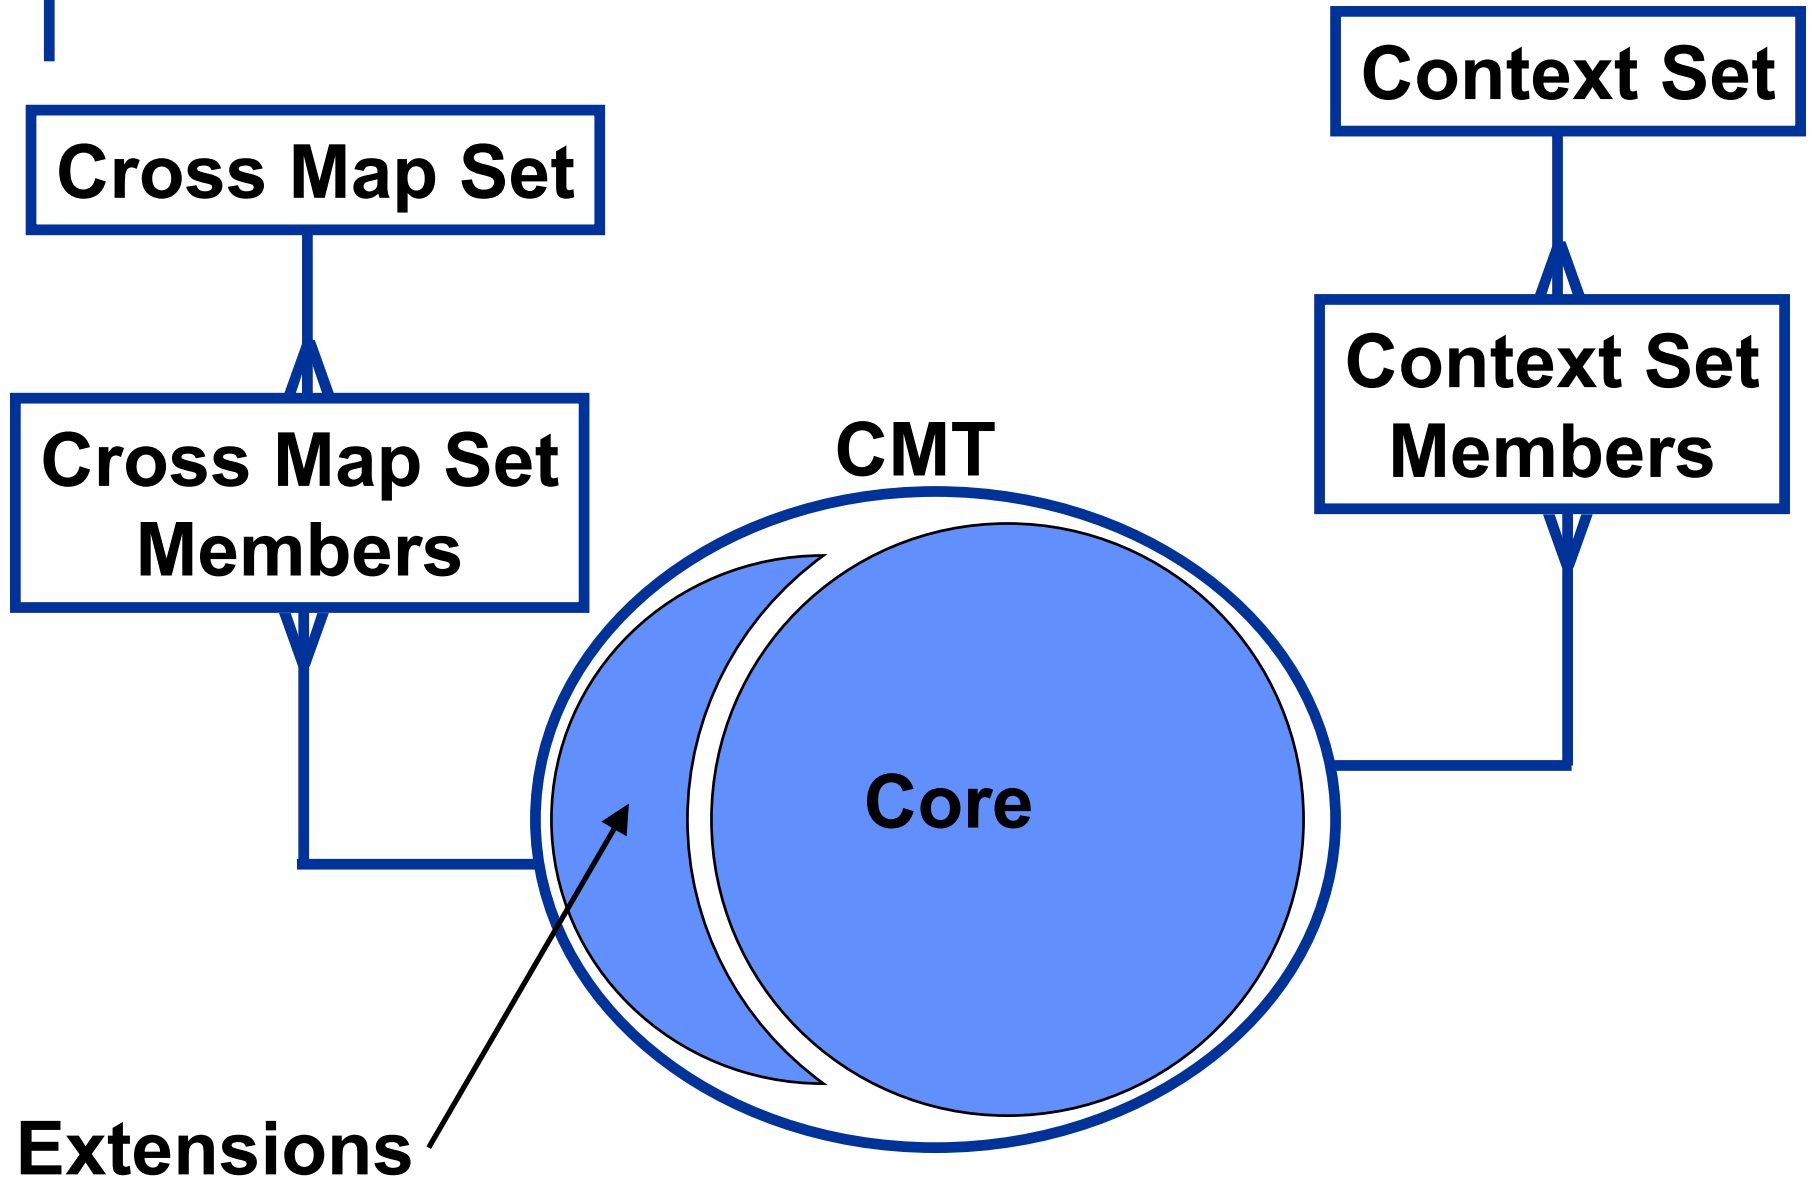 Context Set
Cross Map Set
Context Set
Members
Cross Map Set
Members
CMT
Core
Extensions